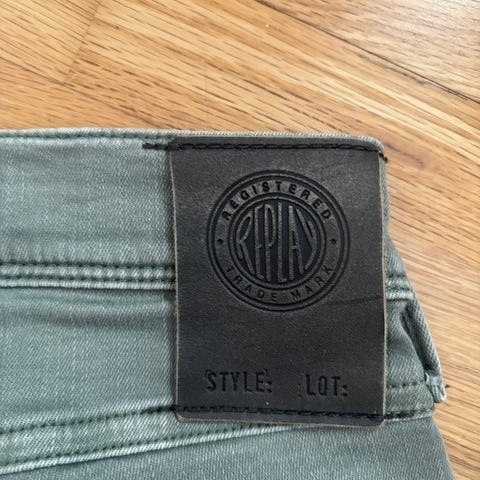 REGISTERED
REPLAY
TRADE MARK
STYLE: LOT: